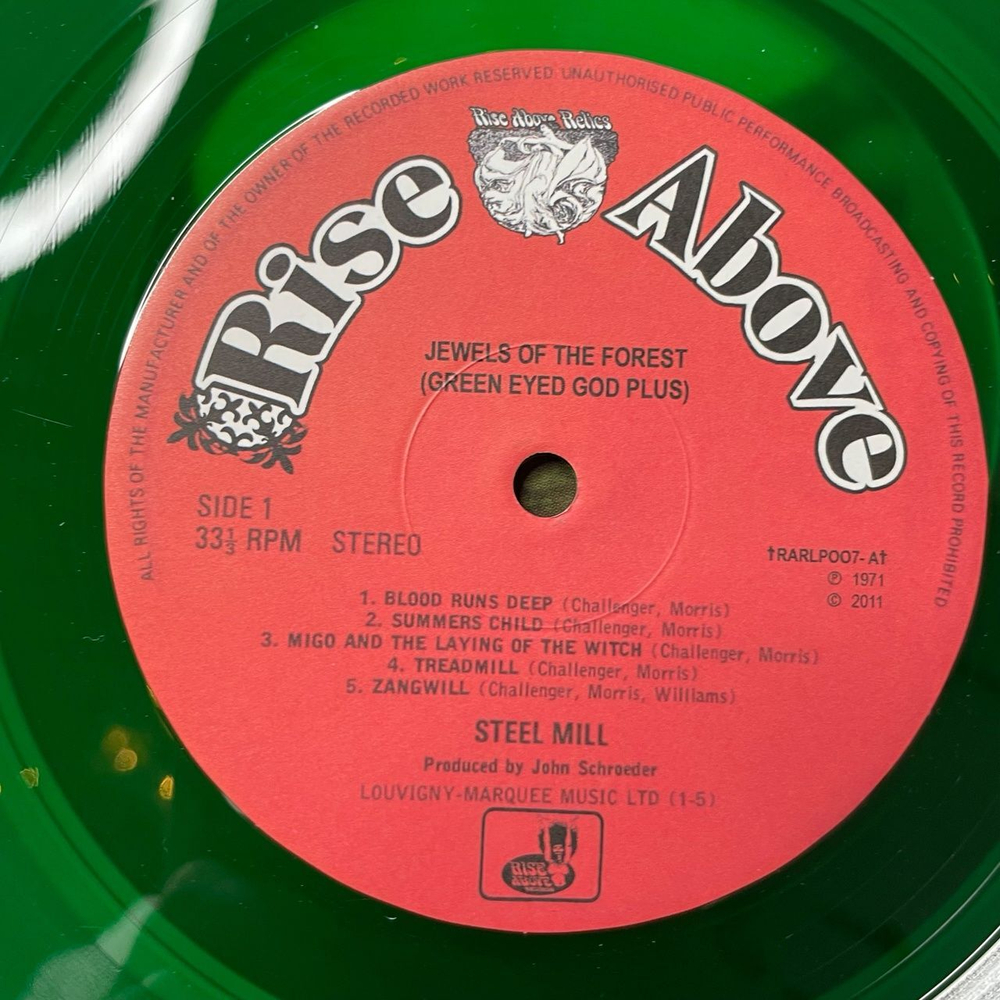 ALL RIGHTS OF THE MANUFACTURER AND OF THE OWNER OF THE RECORDED WORK RESERVED UNAUTHORISED PUBLIC PERFORMANCE BROADCASTING AND COPYING OF THIS RECORD PROHIBITED
Rise Above Relics
Rise Above
JEWELS OF THE FOREST
(GREEN EYED GOD PLUS)
SIDE 1
33⅓ RPM STEREO
†RARLP007-A†
℗ 1971
© 2011
1. BLOOD RUNS DEEP (Challenger, Morris)
2. SUMMERS CHILD (Challenger, Morris)
3. MIGO AND THE LAYING OF THE WITCH (Challenger, Morris)
4. TREADMILL (Challenger, Morris)
5. ZANGWILL (Challenger, Morris, Williams)
STEEL MILL
Produced by John Schroeder
LOUVIGNY-MARQUEE MUSIC LTD (1-5)
RISE
ABOVE